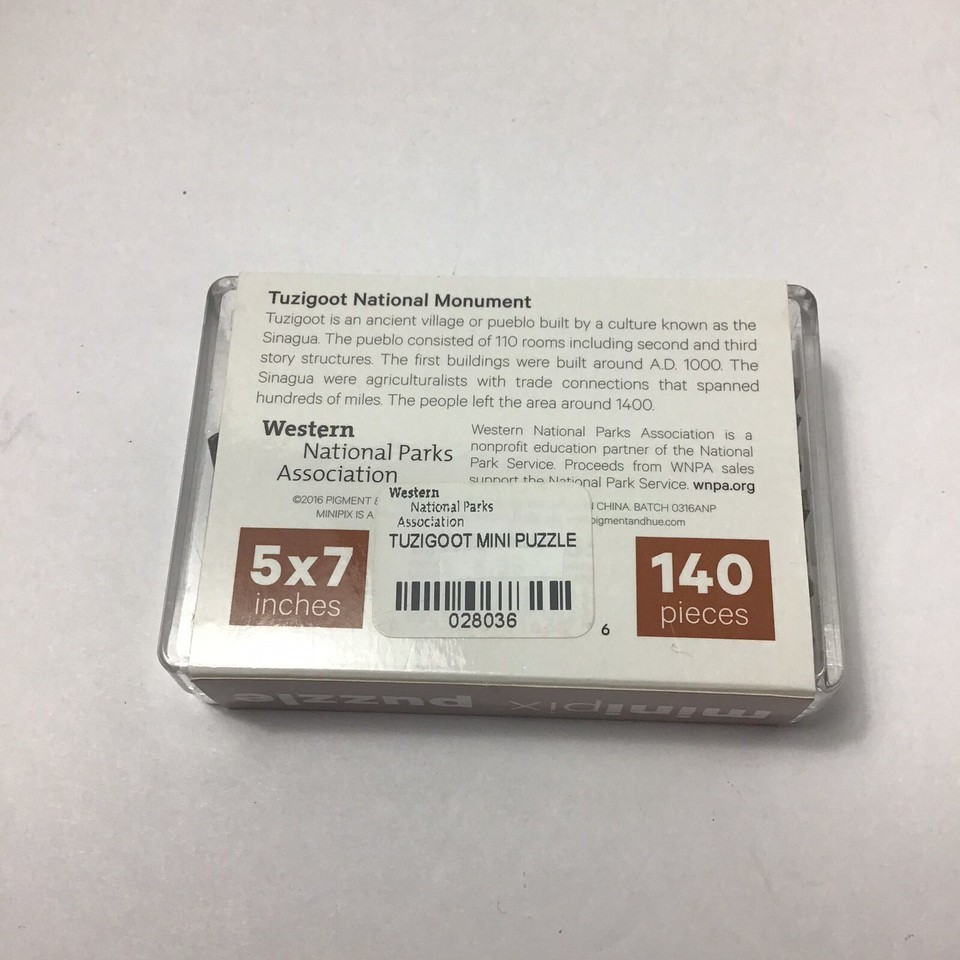 Tuzigoot National Monument
Tuzigoot is an ancient village or pueblo built by a culture known as the
Sinagua. The pueblo consisted of 110 rooms including second and third
story structures. The first buildings were built around A.D. 1000. The
Sinagua were agriculturalists with trade connections that spanned
hundreds of miles. The people left the area around 1400.
Western
National Parks
Association
Western National Parks Association is a
nonprofit education partner of the National
Park Service. Proceeds from WNPA sales
support the National Park Service. wnpa.org
©2016 PIGMENT &
CHINA. BATCH 0316ANP
MINIPIX IS A
pigmentandhue.com
Western
National Parks
Association
TUZIGOOT MINI PUZZLE
028036
5x7
inches
6
140
pieces
minipix puzzle